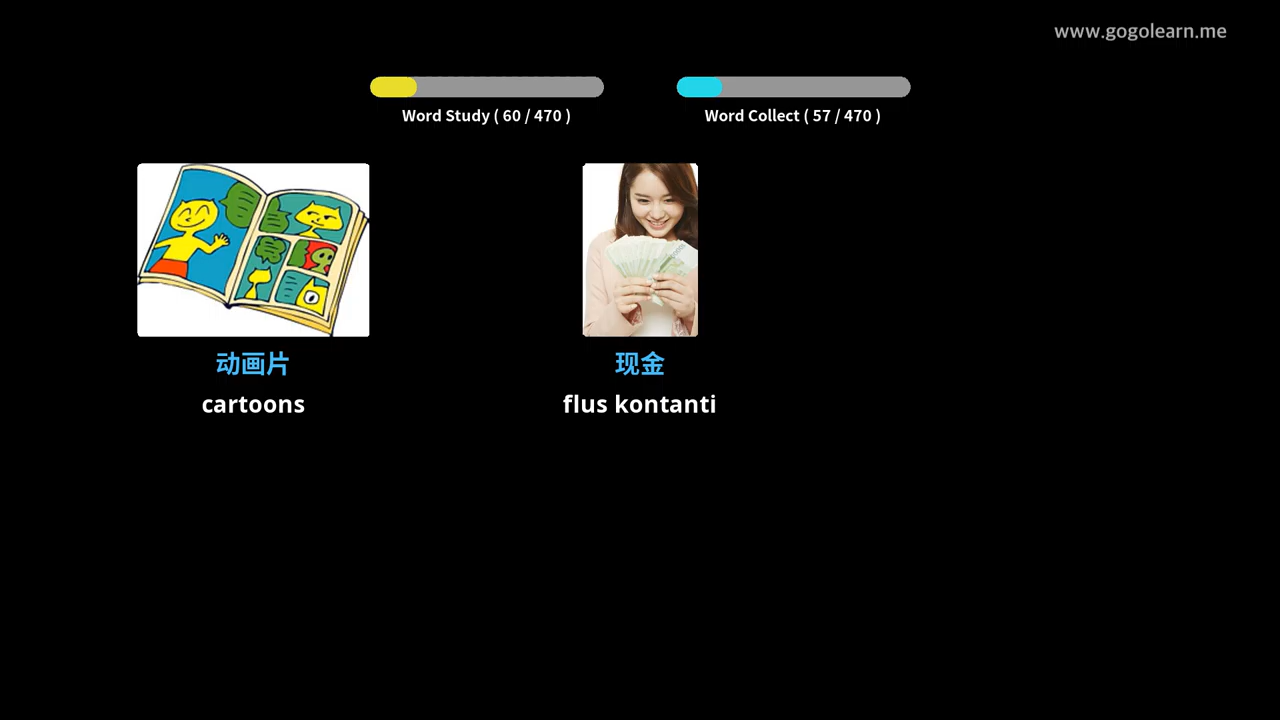 www.gogolearn.me
Word Study ( 60 / 470 )
Word Collect ( 57 / 470 )
动画片
cartoons
现金
flus kontanti